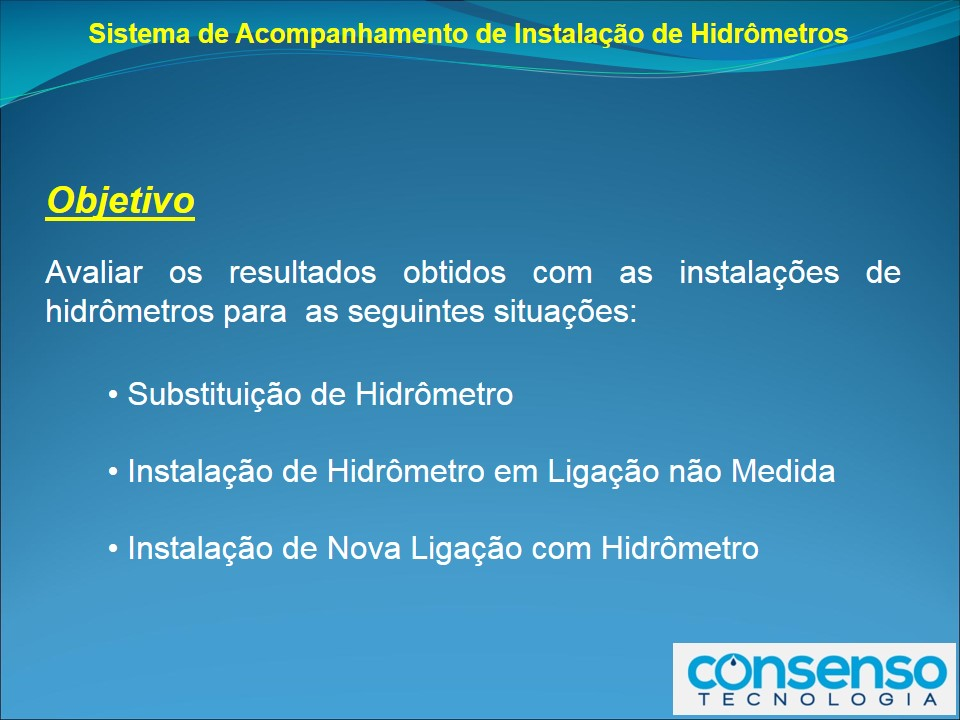 Sistema de Acompanhamento de Instalação de Hidrômetros
Objetivo
Avaliar os resultados obtidos com as instalações de
hidrômetros para as seguintes situações:
• Substituição de Hidrômetro
• Instalação de Hidrômetro em Ligação não Medida
• Instalação de Nova Ligação com Hidrômetro
consenso
TECNOLOGIA